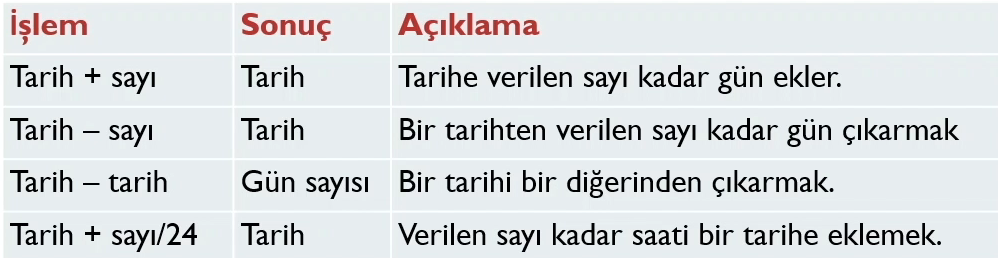 İşlem Sonuç Açıklama
Tarih + sayı Tarih Tarihe verilen sayı kadar gün ekler.
Tarih – sayı Tarih Bir tarihten verilen sayı kadar gün çıkarmak
Tarih – tarih Gün sayısı Bir tarihi bir diğerinden çıkarmak.
Tarih + sayı/24 Tarih Verilen sayı kadar saati bir tarihe eklemek.